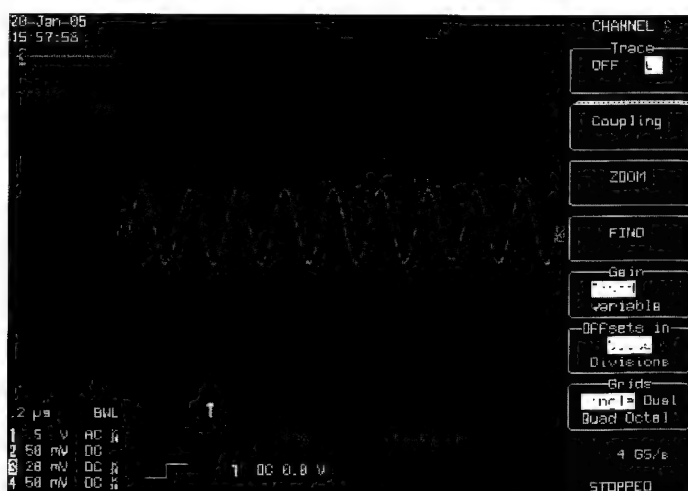 20-Jan-05
15:57:58
CHANNEL
Trace
OFF
Coupling
ZOOM
FIND
Gain
variable
Offsets in
Divisions
Grids
Dual
Quad Octal
.2 µs BWL
1 .5 V AC
2 50 mV DC
3 20 mV DC
4 50 mV DC
1 DC 0.0 V
4 GS/s
STOPPED